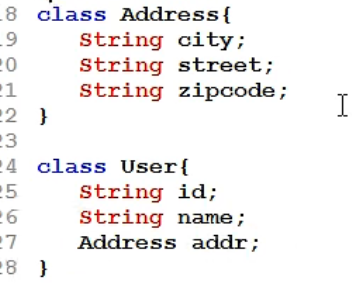 18 class Address{
19 String city;
20 String street;
21 String zipcode;
22 }
23
24 class User{
25 String id;
26 String name;
27 Address addr;
28 }